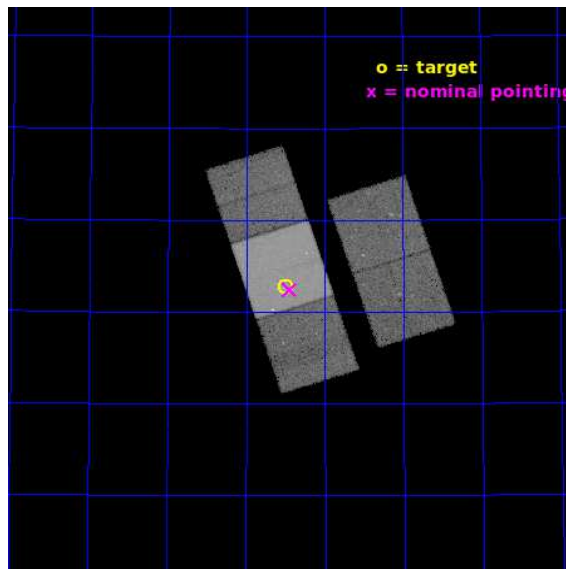 o = target
x = nominal pointing